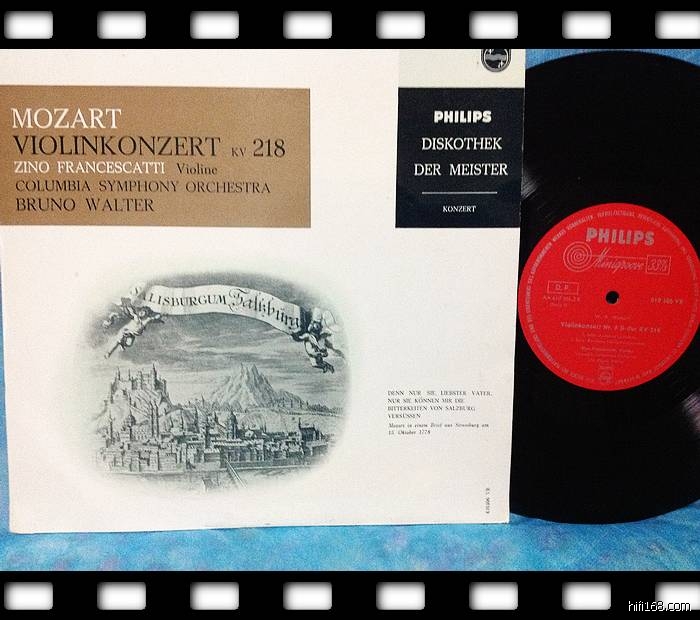 MOZART
VIOLINKONZERT KV 218
ZINO FRANCESCATTI Violine
COLUMBIA SYMPHONY ORCHESTRA
BRUNO WALTER
PHILIPS
DISKOTHEK
DER MEISTER
KONZERT
SALISBURGUM Salzburg
DENN NUR SIE, LIEBSTER VATER,
NUR SIE KÖNNEN MIR DIE
BITTERKEITEN VON SALZBURG
VERSÜSSEN
Mozart in einem Brief aus Strassburg am
15. Oktober 1778
PHILIPS
Minigroove 33⅓
D.P.
Violinkonzert Nr. 4 D-dur KV 218
hifi168.com